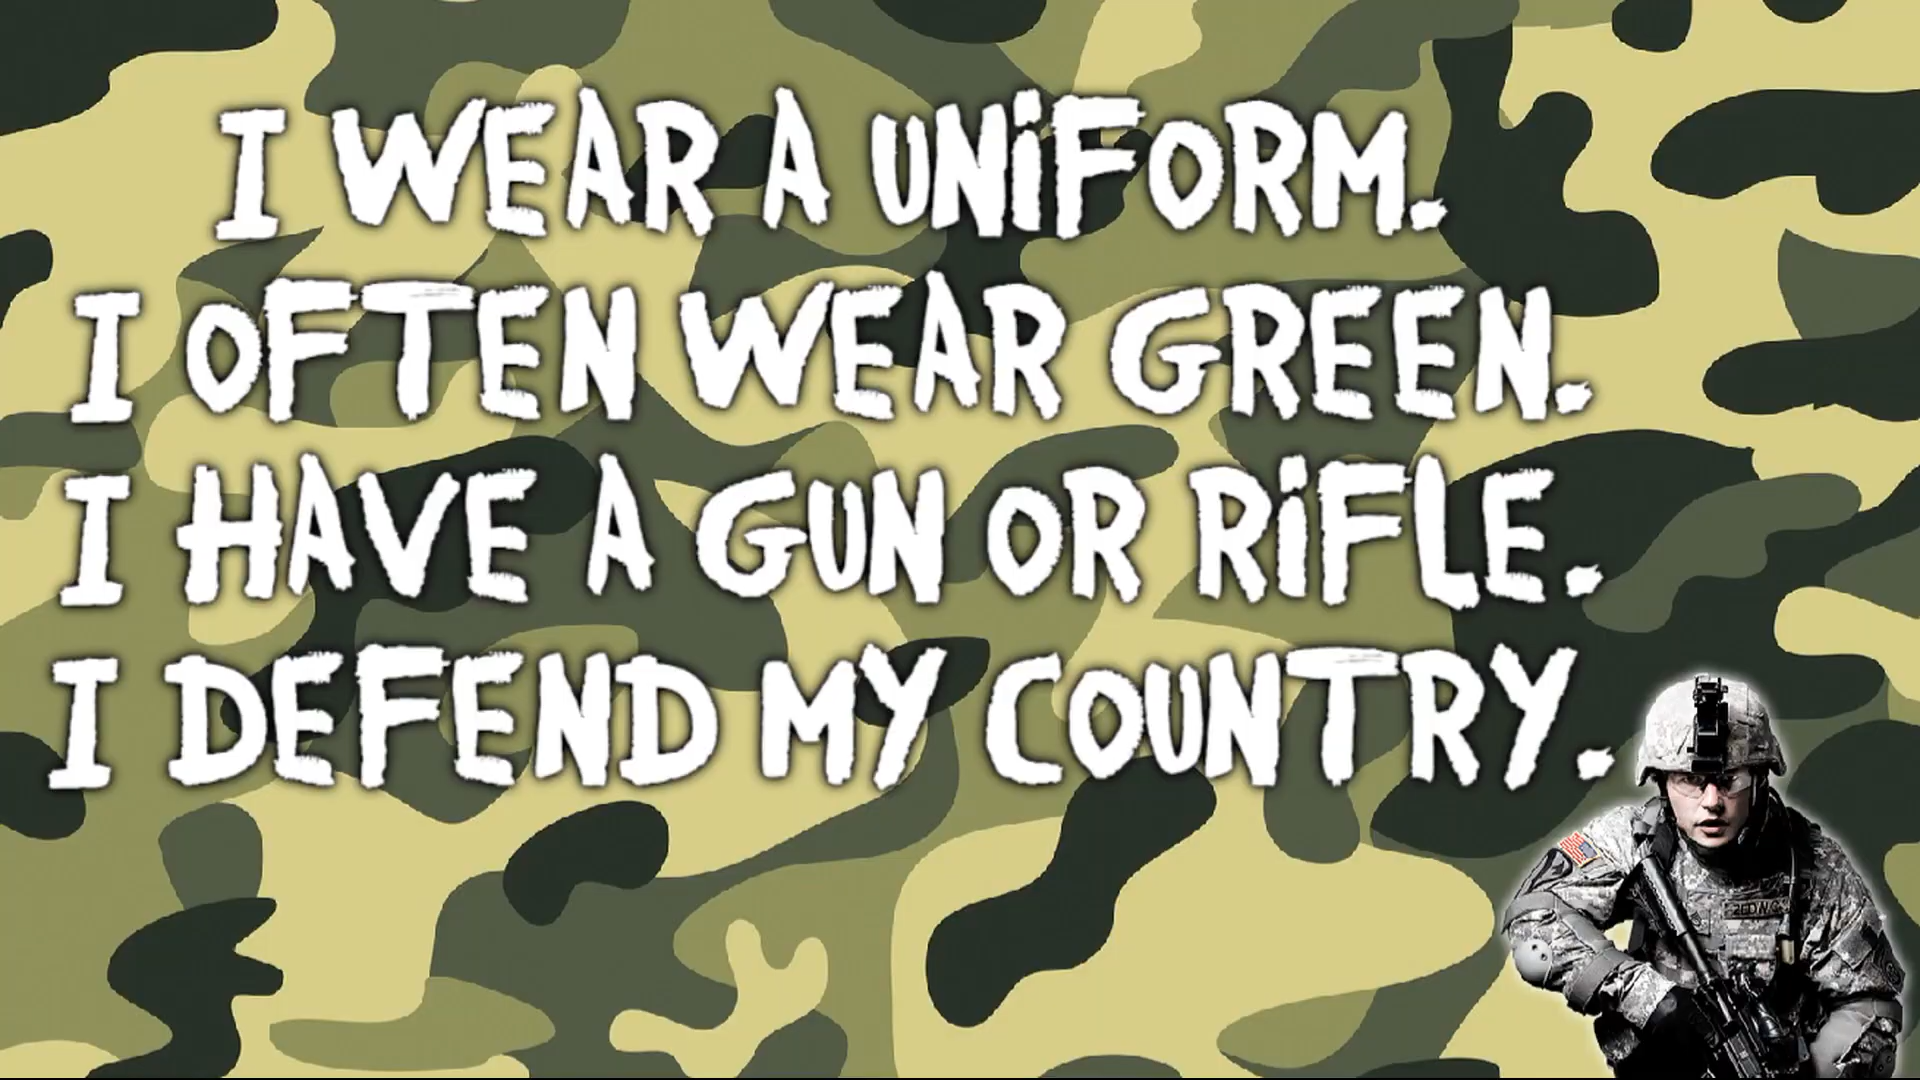 I WEAR A UNIFORM.
I OFTEN WEAR GREEN.
I HAVE A GUN OR RIFLE.
I DEFEND MY COUNTRY.